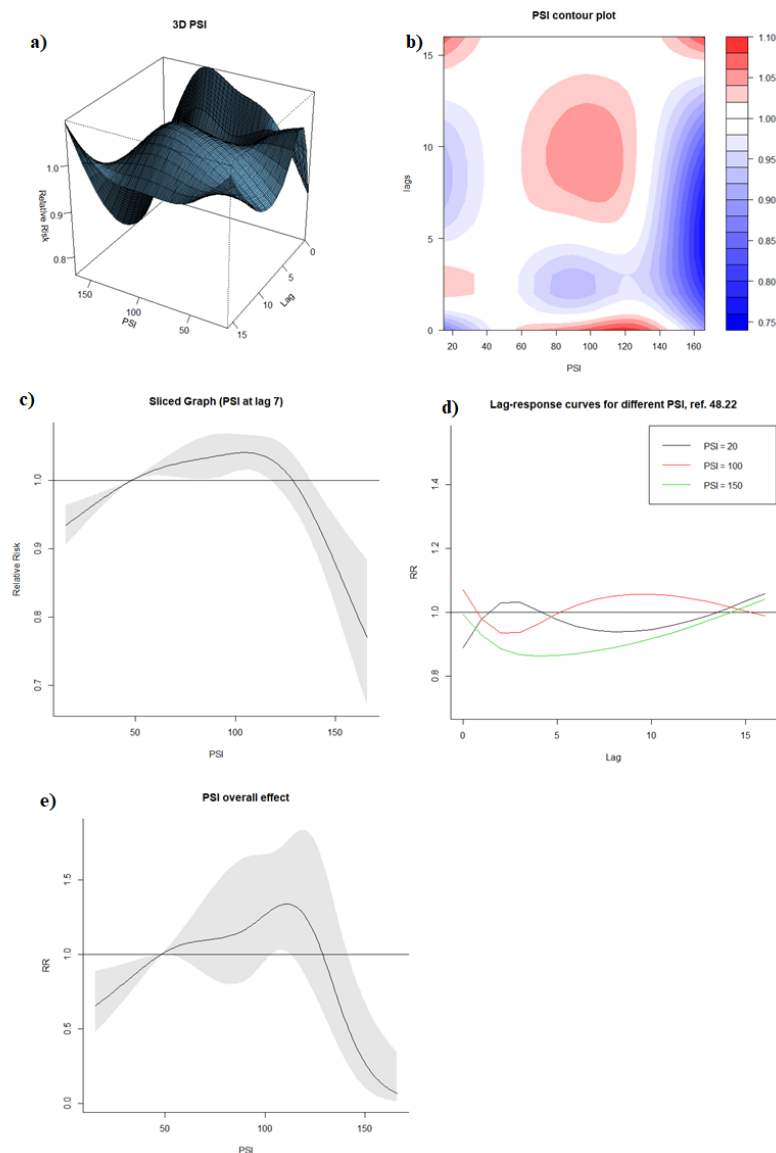 a)
3D PSI
Relative Risk
1.0
0.9
0.8
150
100
50
PSI
0
5
10
15
Lag
b)
PSI contour plot
15
10
5
0
lags
20
40
60
80
100
120
140
160
PSI
1.10
1.05
1.00
0.95
0.90
0.85
0.80
0.75
c)
Sliced Graph (PSI at lag 7)
Relative Risk
1.0
0.9
0.8
0.7
50
100
150
PSI
d)
Lag-response curves for different PSI, ref. 48.22
PSI = 20
PSI = 100
PSI = 150
RR
1.4
1.2
1.0
0.8
0
5
10
15
Lag
e)
PSI overall effect
RR
1.5
1.0
0.5
0.0
50
100
150
PSI